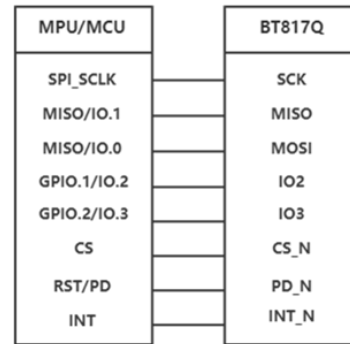 MPU/MCU BT817Q
SPI_SCLK SCK
MISO/IO.1 MISO
MISO/IO.0 MOSI
GPIO.1/IO.2 IO2
GPIO.2/IO.3 IO3
CS CS_N
RST/PD PD_N
INT INT_N